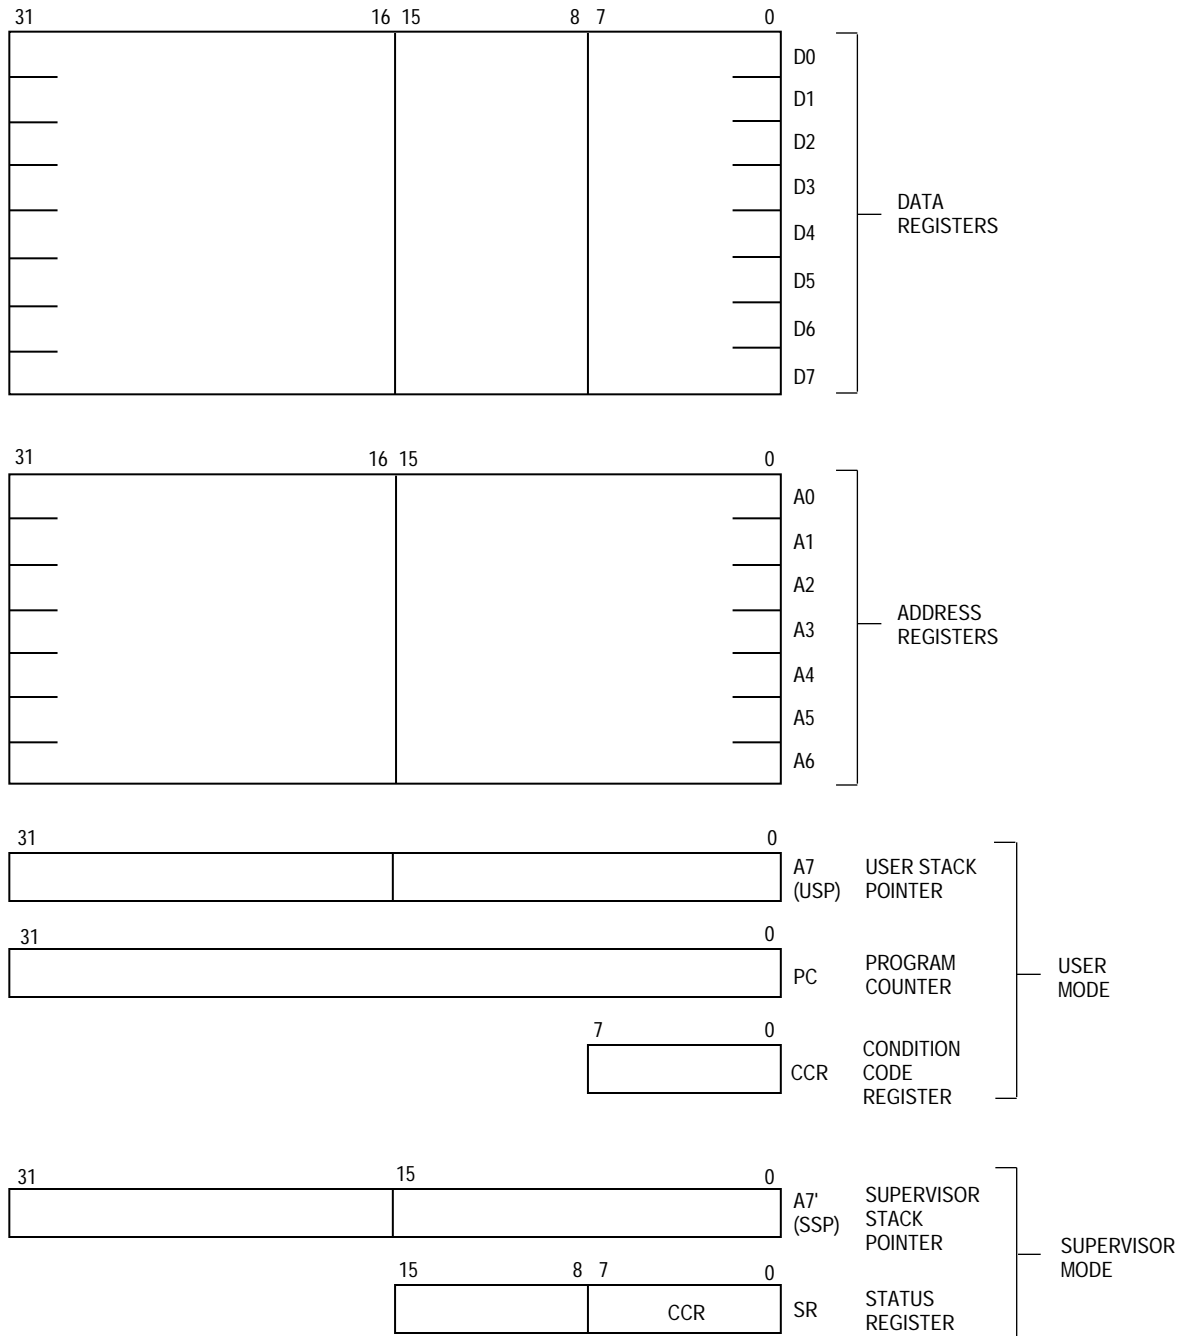 31 16 15 8 7 0
D0
D1
D2
D3
D4
D5
D6
D7
DATA
REGISTERS
31 16 15 0
A0
A1
A2
A3
A4
A5
A6
ADDRESS
REGISTERS
31 0
A7
(USP)
USER STACK
POINTER
31 0
PC
PROGRAM
COUNTER
7 0
CCR
CONDITION
CODE
REGISTER
USER
MODE
31 15 0
A7'
(SSP)
SUPERVISOR
STACK
POINTER
15 8 7 0
CCR
SR
STATUS
REGISTER
SUPERVISOR
MODE